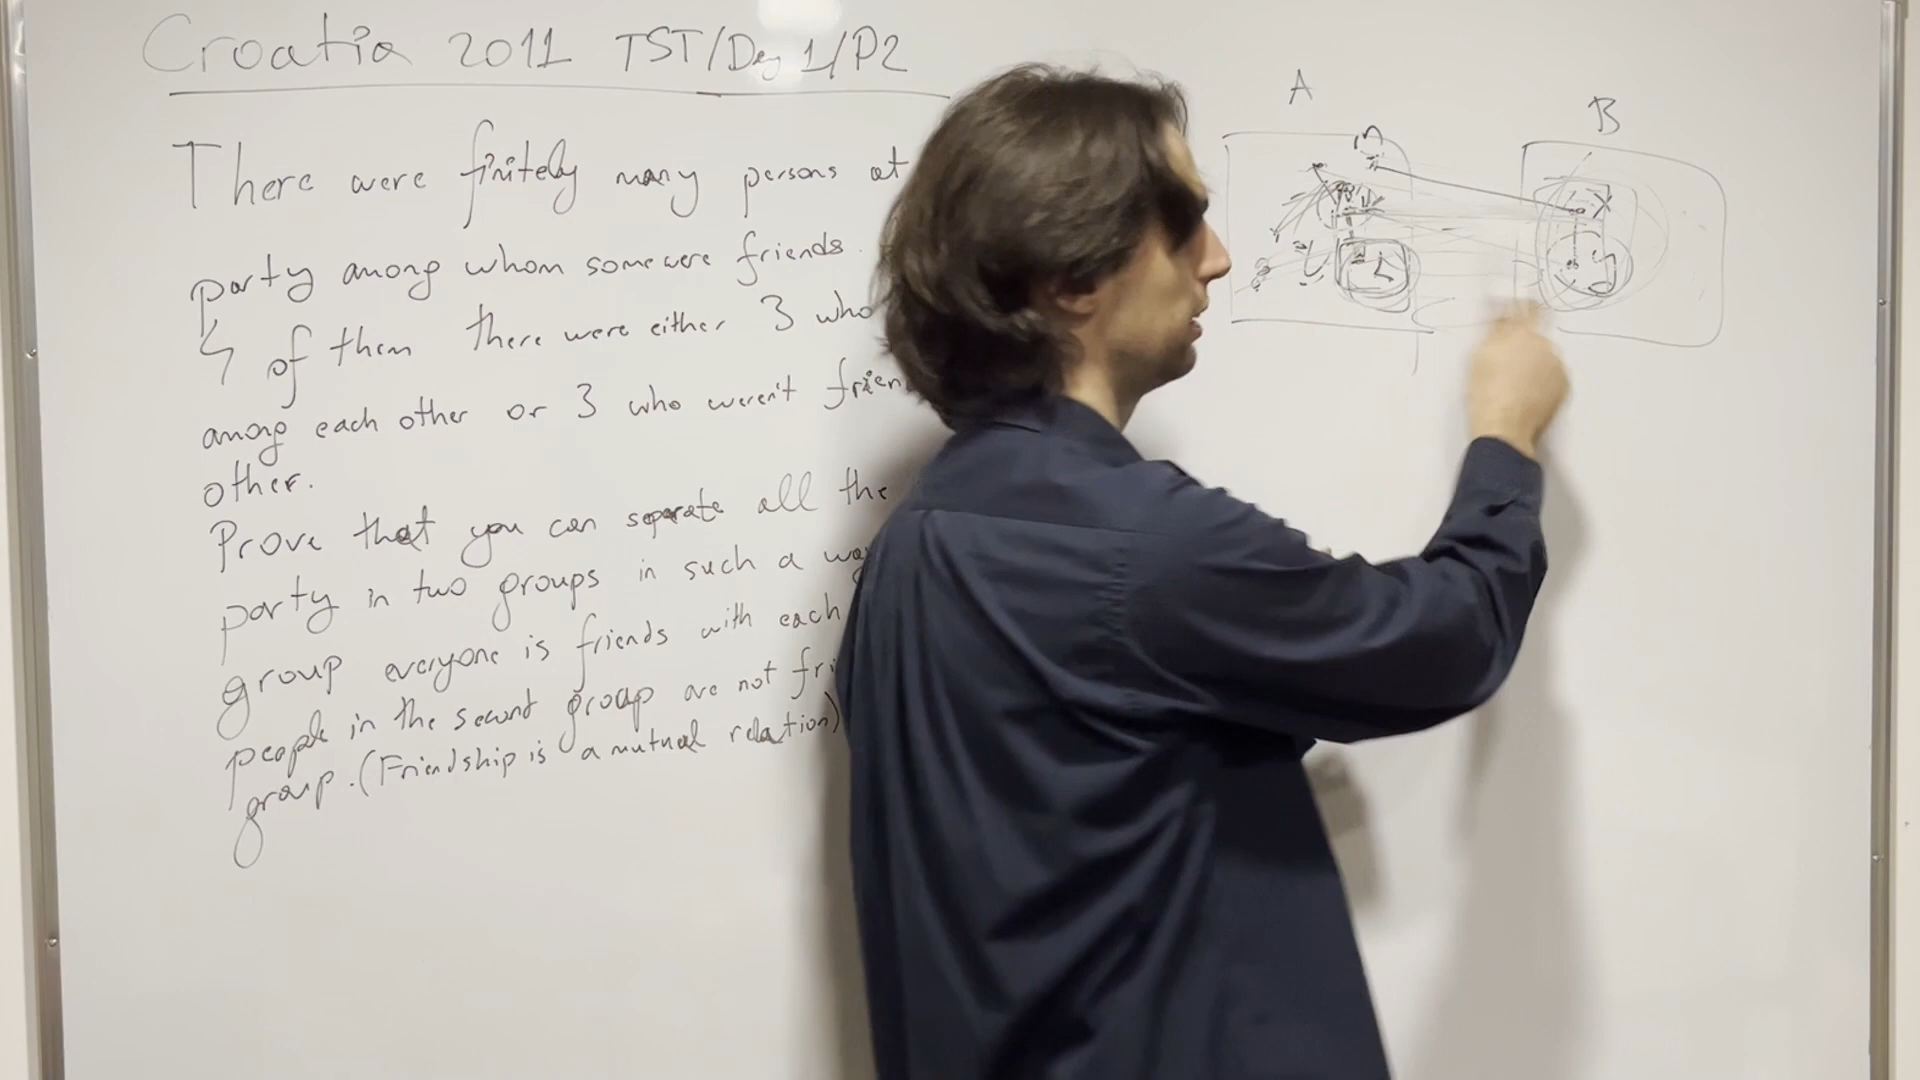 Croatia 2011 TST/Day 1/P2
There were finitely many persons at
party among whom some were friends.
4 of them there were either 3 who
among each other or 3 who weren't frien
other.
Prove that you can separate all the
party in two groups in such a way
group everyone is friends with each
people in the second group are not fri
group. (Friendship is a mutual relation)
A
B